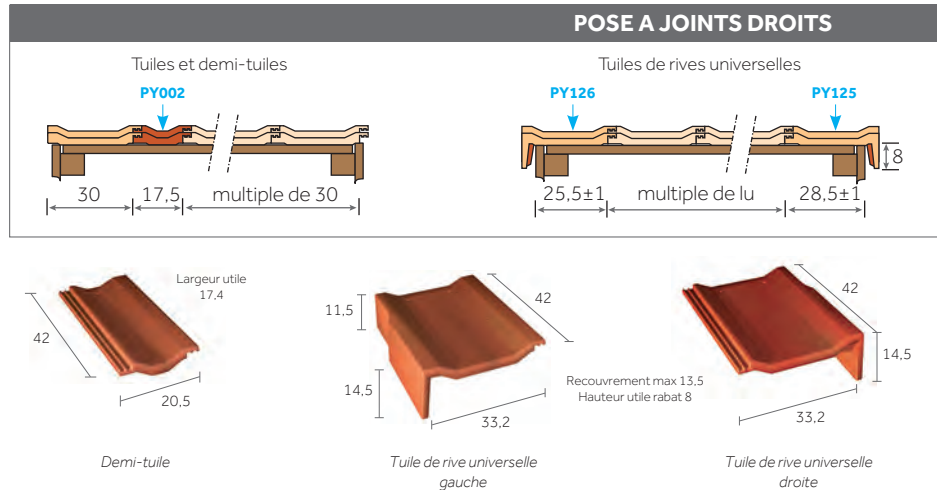 POSE A JOINTS DROITS
Tuiles et demi-tuiles
PY002
30
17,5
multiple de 30
Tuiles de rives universelles
PY126
PY125
8
25,5±1
multiple de lu
28,5±1
Largeur utile
17,4
42
20,5
Demi-tuile
11,5
42
14,5
33,2
Recouvrement max 13,5
Hauteur utile rabat 8
Tuile de rive universelle
gauche
42
14,5
33,2
Tuile de rive universelle
droite